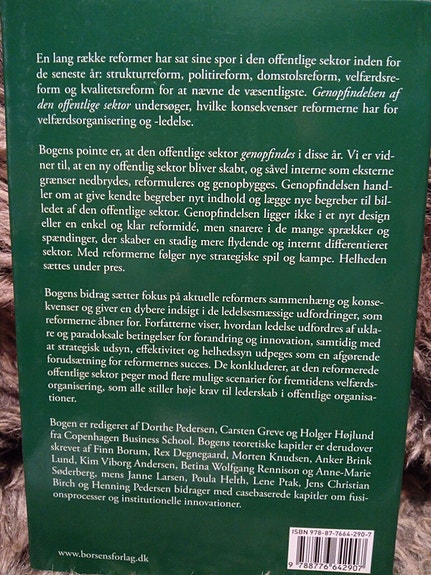 En lang række reformer har sat sine spor i den offentlige sektor inden for
de seneste år: strukturreform, politireform, domstolsreform, velfærdsre-
form og kvalitetsreform for at nævne de væsentligste. Genopfindelsen af
den offentlige sektor undersøger, hvilke konsekvenser reformerne har for
velfærdsorganisering og -ledelse.
Bogens pointe er, at den offentlige sektor genopfindes i disse år. Vi er vid-
ner til, at en ny offentlig sektor bliver skabt, og såvel interne som eksterne
grænser nedbrydes, reformuleres og genopbygges. Genopfindelsen hand-
ler om at give kendte begreber nyt indhold og lægge nye begreber til bil-
ledet af den offentlige sektor. Genopfindelsen ligger ikke i et nyt design
eller en enkel og klar reformidé, men snarere i de mange sprækker og
spændinger, der skaber en stadig mere flydende og internt differentieret
sektor. Med reformerne følger nye strategiske spil og kampe. Helheden
sættes under pres.
Bogens bidrag sætter fokus på aktuelle reformers sammenhæng og konse-
kvenser og giver en dybere indsigt i de ledelsesmæssige udfordringer, som
reformerne åbner for. Forfatterne viser, hvordan ledelse udfordres af ukla-
re og paradoksale betingelser for forandring og innovation, samtidig med
at strategisk udsyn, effektivitet og helhedssyn udpeges som en afgørende
forudsætning for reformernes succes. De konkluderer, at den reformerede
offentlige sektor peger mod flere mulige scenarier for fremtidens velfærds-
organisering, som alle stiller høje krav til lederskab i offentlige organisa-
tioner.
Bogen er redigeret af Dorthe Pedersen, Carsten Greve og Holger Højlund
fra Copenhagen Business School. Bogens teoretiske kapitler er derudover
skrevet af Finn Borum, Rex Degnegaard, Morten Knudsen, Anker Brink
Lund, Kim Viborg Andersen, Betina Wolfgang Rennison og Anne-Marie
Søderberg, mens Janne Larsen, Poula Helth, Lene Ptak, Jens Christian
Birch og Henning Pedersen bidrager med casebaserede kapitler om fusi-
onsprocesser og institutionelle innovationer.
www.borsensforlag.dk
ISBN 978-87-7664-290-7
9 788776 642907